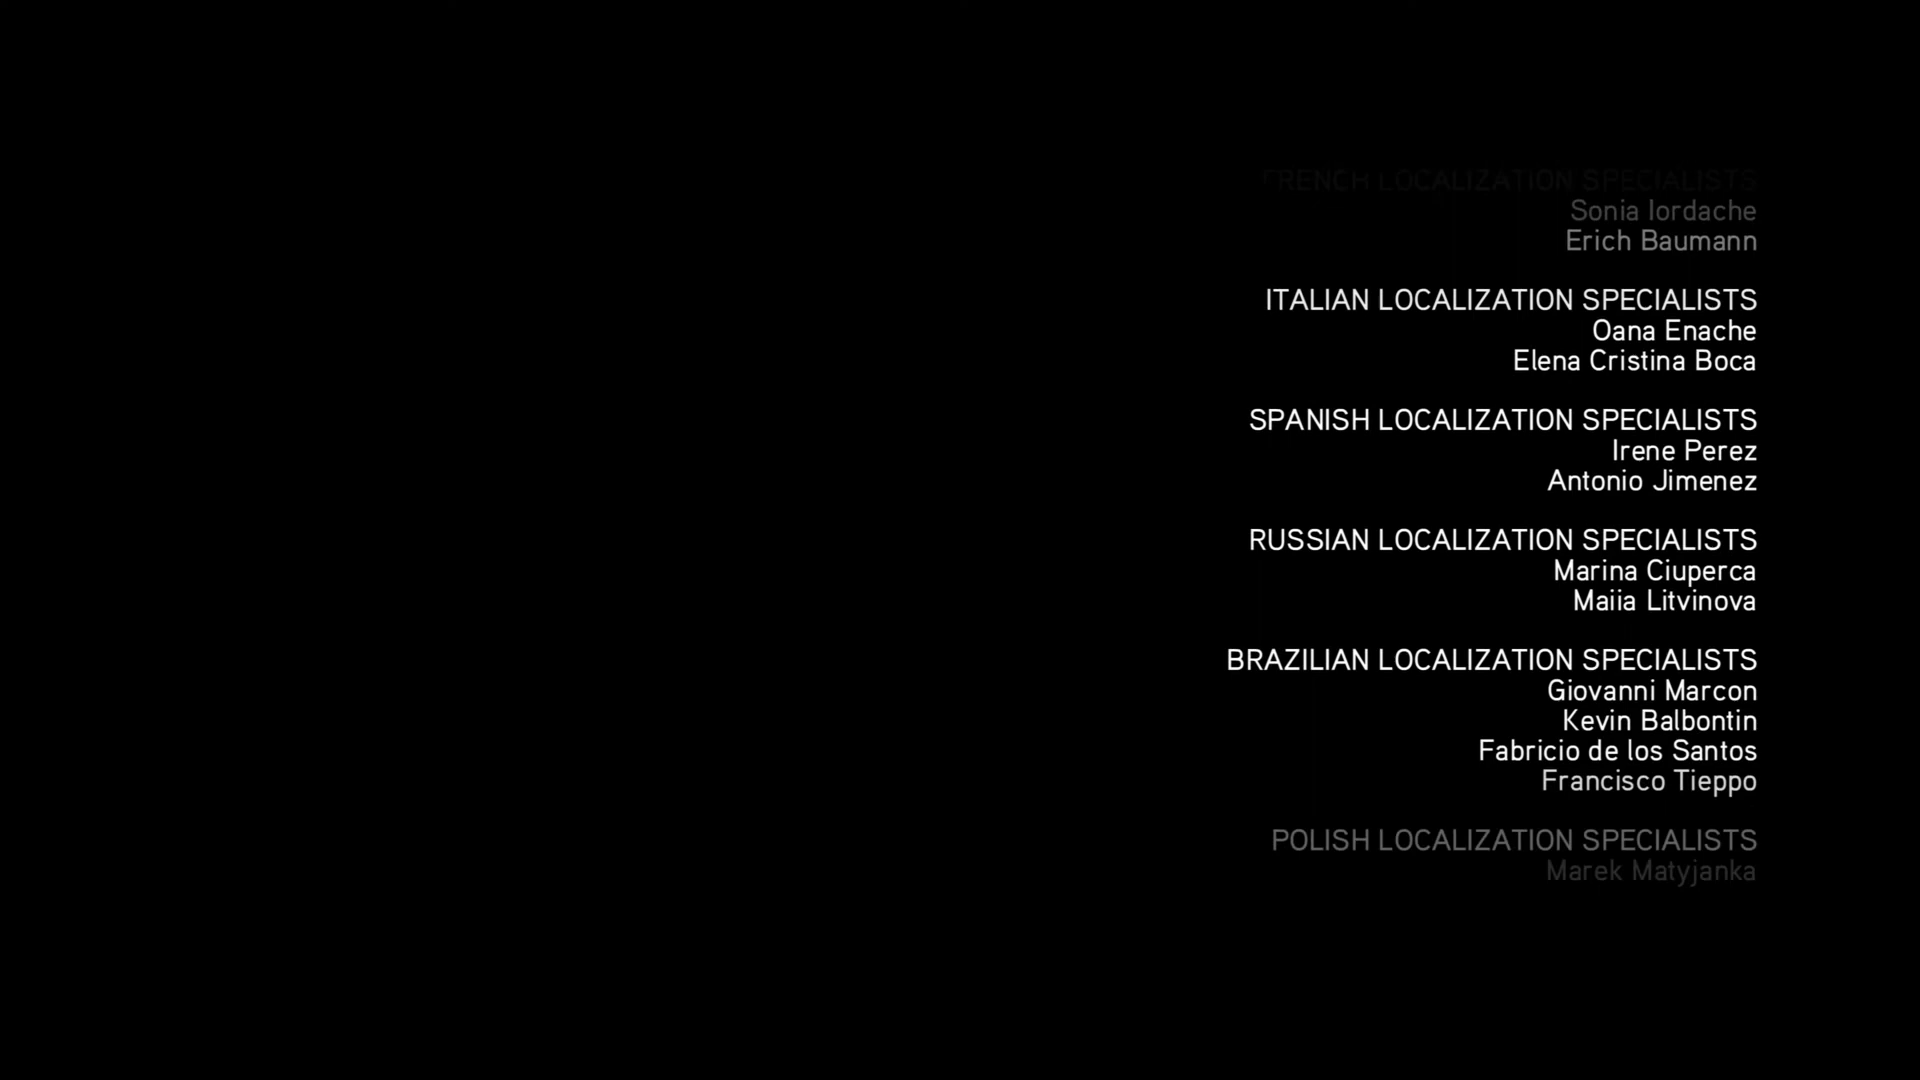 FRENCH LOCALIZATION SPECIALISTS
Sonia Iordache
Erich Baumann
ITALIAN LOCALIZATION SPECIALISTS
Oana Enache
Elena Cristina Boca
SPANISH LOCALIZATION SPECIALISTS
Irene Perez
Antonio Jimenez
RUSSIAN LOCALIZATION SPECIALISTS
Marina Ciuperca
Maiia Litvinova
BRAZILIAN LOCALIZATION SPECIALISTS
Giovanni Marcon
Kevin Balbontin
Fabricio de los Santos
Francisco Tieppo
POLISH LOCALIZATION SPECIALISTS
Marek Matyjanka